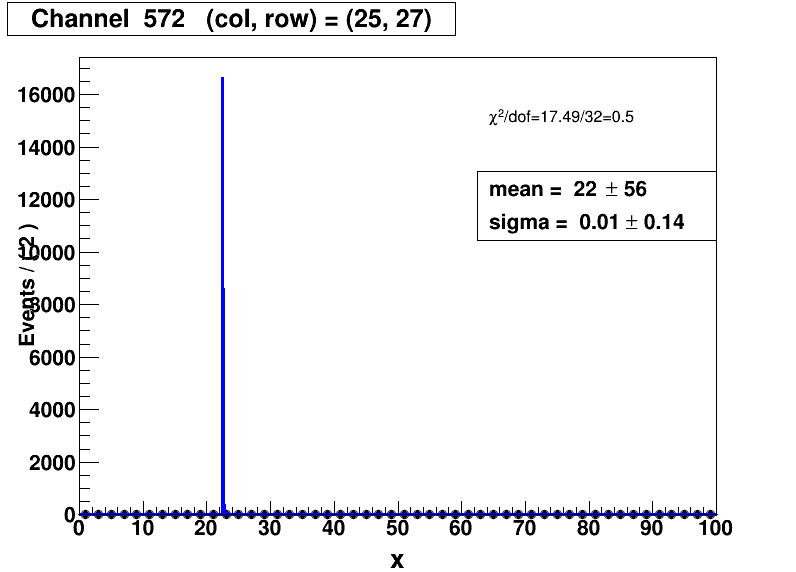 Channel 572 (col, row) = (25, 27)
χ²/dof=17.49/32=0.5
mean = 22 ± 56
sigma = 0.01 ± 0.14
Events / ( 2 )
16000
14000
12000
10000
8000
6000
4000
2000
0
0 10 20 30 40 50 60 70 80 90 100
x